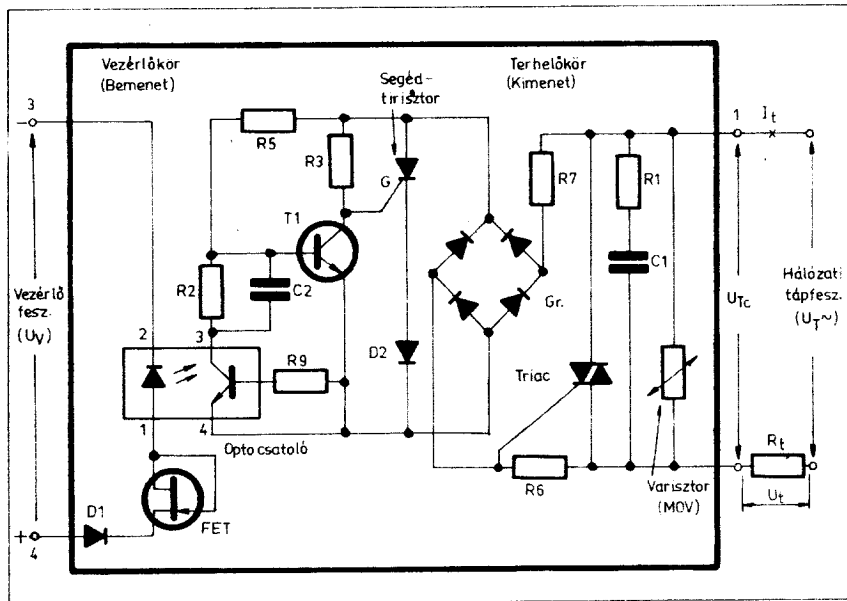 Vezérlőkör
(Bemenet)
Segéd-
tirisztor
Terhelőkör
(Kimenet)
3
-
R5
R3
G
T1
R7
R1
1
It
R2
C2
C1
Gr.
UTc
Hálózati
tápfesz.
(UT~)
Vezérlő
fesz.
(UV)
2
3
R9
D2
Triac
1
4
Optocsatoló
R6
Varisztor
(MOV)
Rt
Ut
D1
FET
+
4